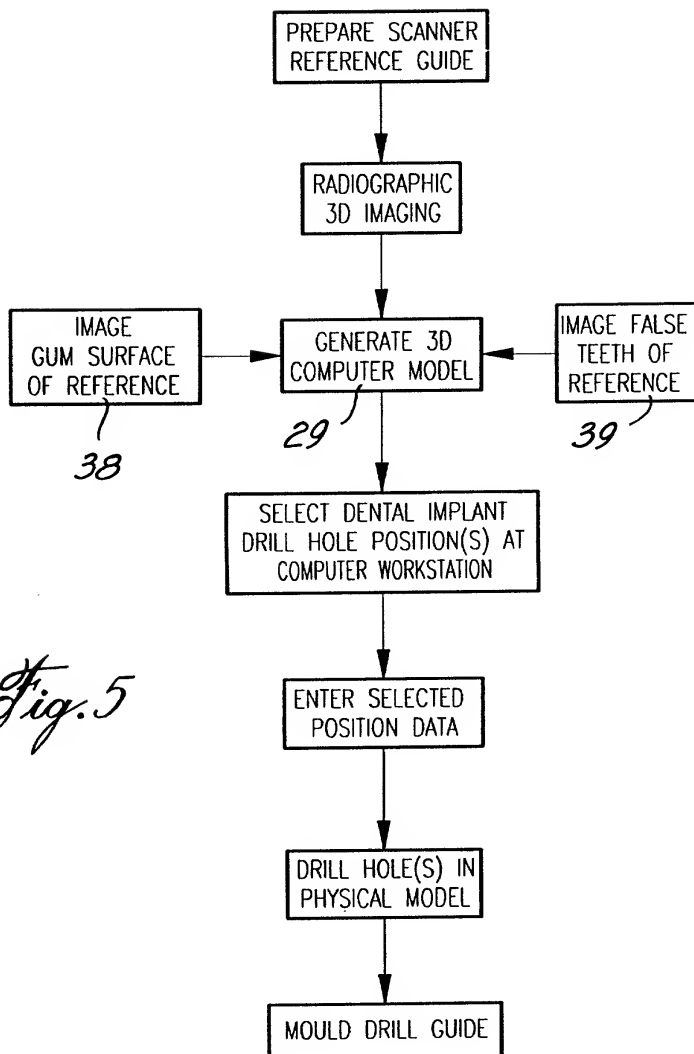 PREPARE SCANNER
REFERENCE GUIDE
RADIOGRAPHIC
3D IMAGING
IMAGE
GUM SURFACE
OF REFERENCE
38
GENERATE 3D
COMPUTER MODEL
29
IMAGE FALSE
TEETH OF
REFERENCE
39
SELECT DENTAL IMPLANT
DRILL HOLE POSITION(S) AT
COMPUTER WORKSTATION
Fig. 5
ENTER SELECTED
POSITION DATA
DRILL HOLE(S) IN
PHYSICAL MODEL
MOULD DRILL GUIDE